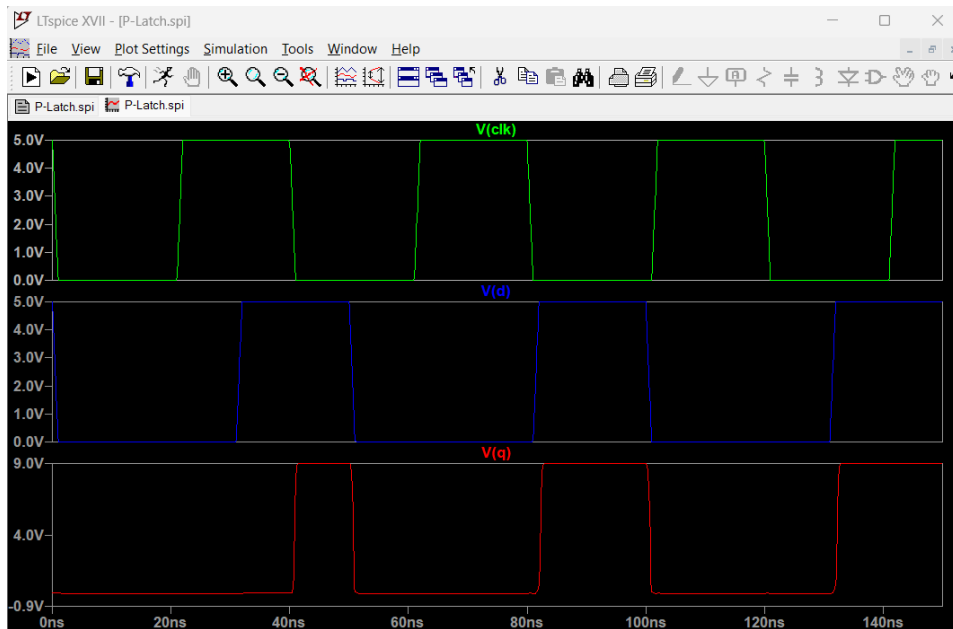 LTspice XVII - [P-Latch.spi]
File View Plot Settings Simulation Tools Window Help
P-Latch.spi P-Latch.spi
V(clk)
5.0V
4.0V
3.0V
2.0V
1.0V
0.0V
V(d)
5.0V
4.0V
3.0V
2.0V
1.0V
0.0V
V(q)
9.0V
4.0V
-0.9V
0ns 20ns 40ns 60ns 80ns 100ns 120ns 140ns